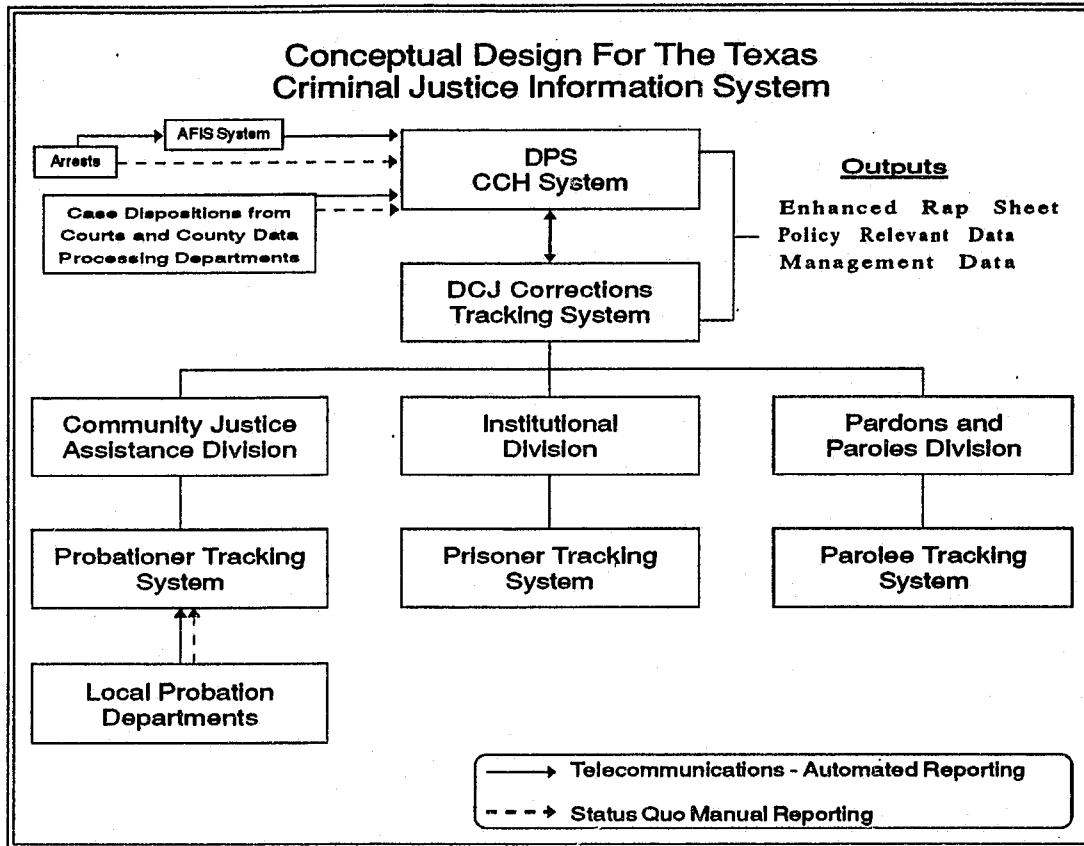 Conceptual Design For The Texas
Criminal Justice Information System
AFIS System
Arrests
DPS
CCH System
Case Dispositions from
Courts and County Data
Processing Departments
Outputs
Enhanced Rap Sheet
Policy Relevant Data
Management Data
DCJ Corrections
Tracking System
Community Justice
Assistance Division
Institutional
Division
Pardons and
Paroles Division
Probationer Tracking
System
Prisoner Tracking
System
Parolee Tracking
System
Local Probation
Departments
Telecommunications - Automated Reporting
Status Quo Manual Reporting